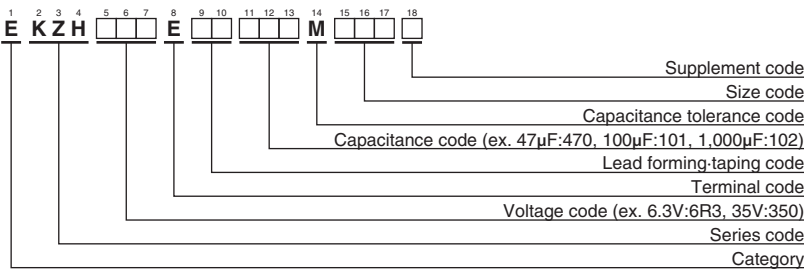 1 2 3 4 5 6 7 8 9 10 11 12 13 14 15 16 17 18
E K Z H E M
Supplement code
Size code
Capacitance tolerance code
Capacitance code (ex. 47µF:470, 100µF:101, 1,000µF:102)
Lead forming·taping code
Terminal code
Voltage code (ex. 6.3V:6R3, 35V:350)
Series code
Category